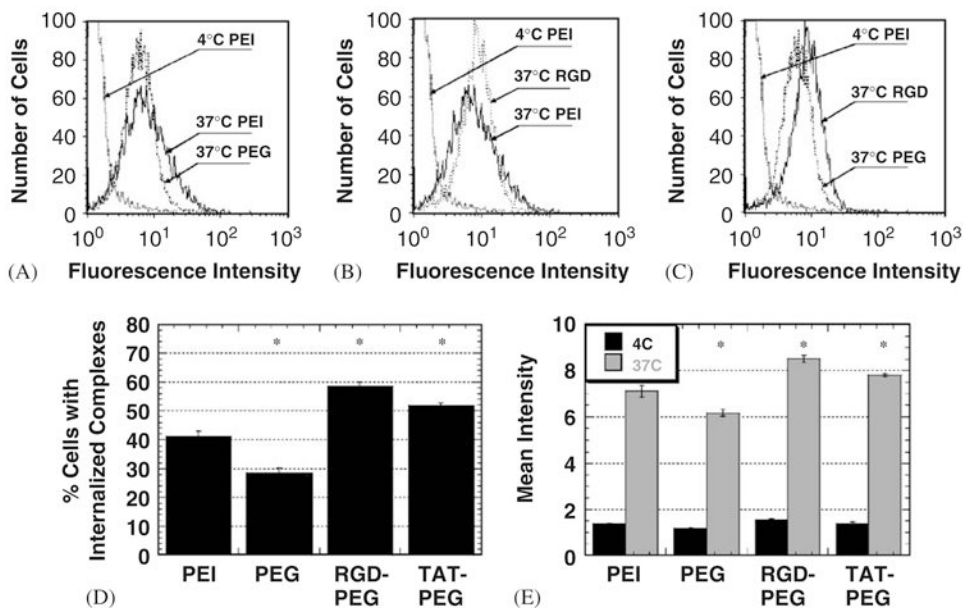 100
80
60
40
20
0
Number of Cells
4°C PEI
37°C PEI
37°C PEG
10⁰ 10¹ 10² 10³
(A) Fluorescence Intensity
100
80
60
40
20
0
Number of Cells
4°C PEI
37°C RGD
37°C PEI
10⁰ 10¹ 10² 10³
(B) Fluorescence Intensity
100
80
60
40
20
0
Number of Cells
4°C PEI
37°C RGD
37°C PEG
10⁰ 10¹ 10² 10³
(C) Fluorescence Intensity
80
70
60
50
40
30
20
10
0
% Cells with
Internalized Complexes
* * *
PEI PEG RGD- TAT-
PEG PEG
(D)
10
8
6
4
2
0
Mean Intensity
4C
37C
* * *
PEI PEG RGD- TAT-
PEG PEG
(E)